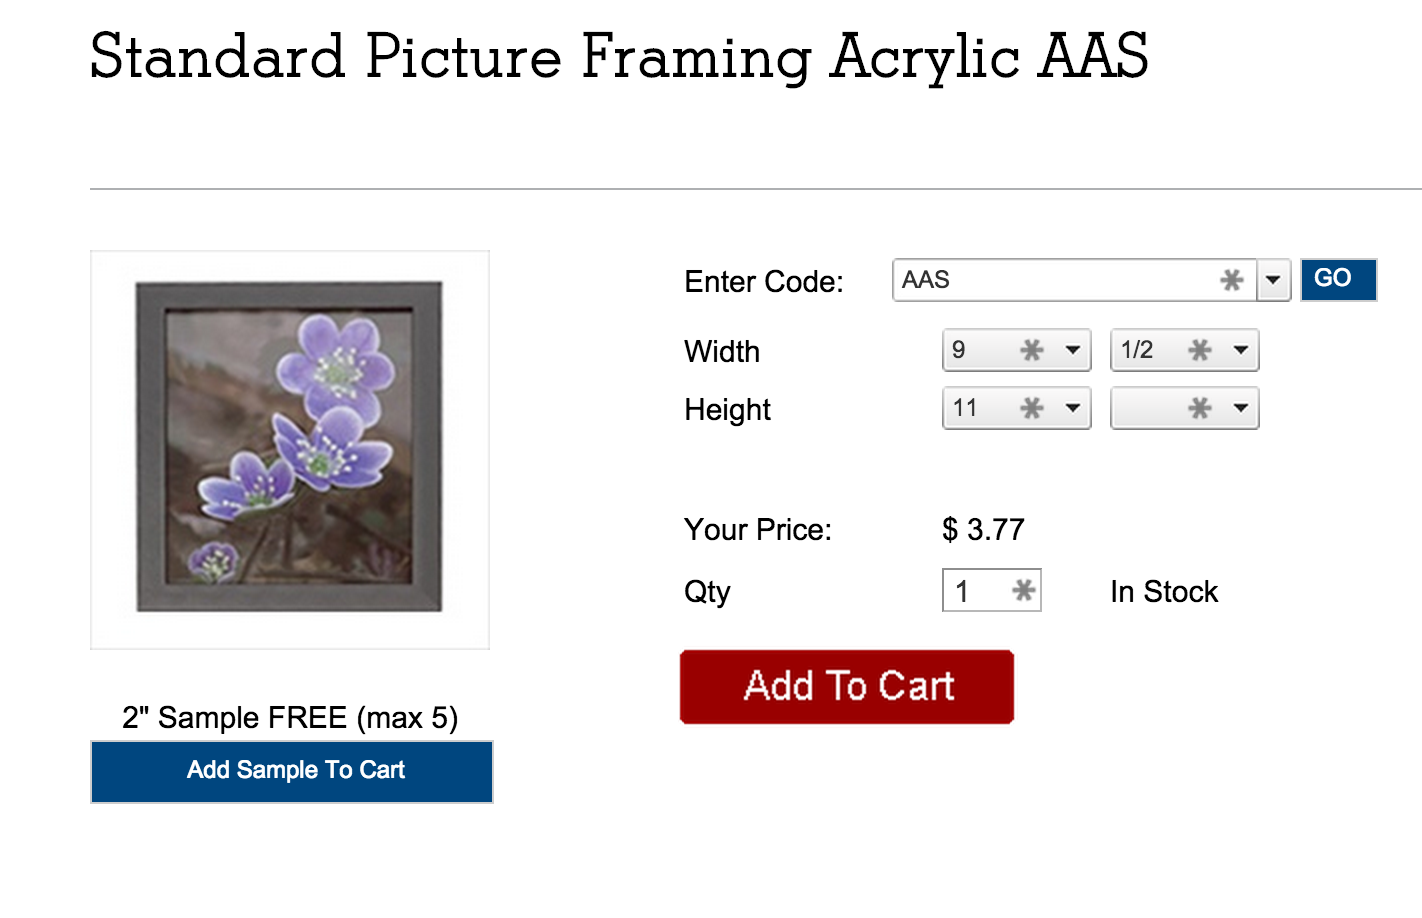 Standard Picture Framing Acrylic AAS
Enter Code: AAS GO
Width 9 1/2
Height 11
Your Price: $ 3.77
Qty 1 In Stock
Add To Cart
2" Sample FREE (max 5)
Add Sample To Cart